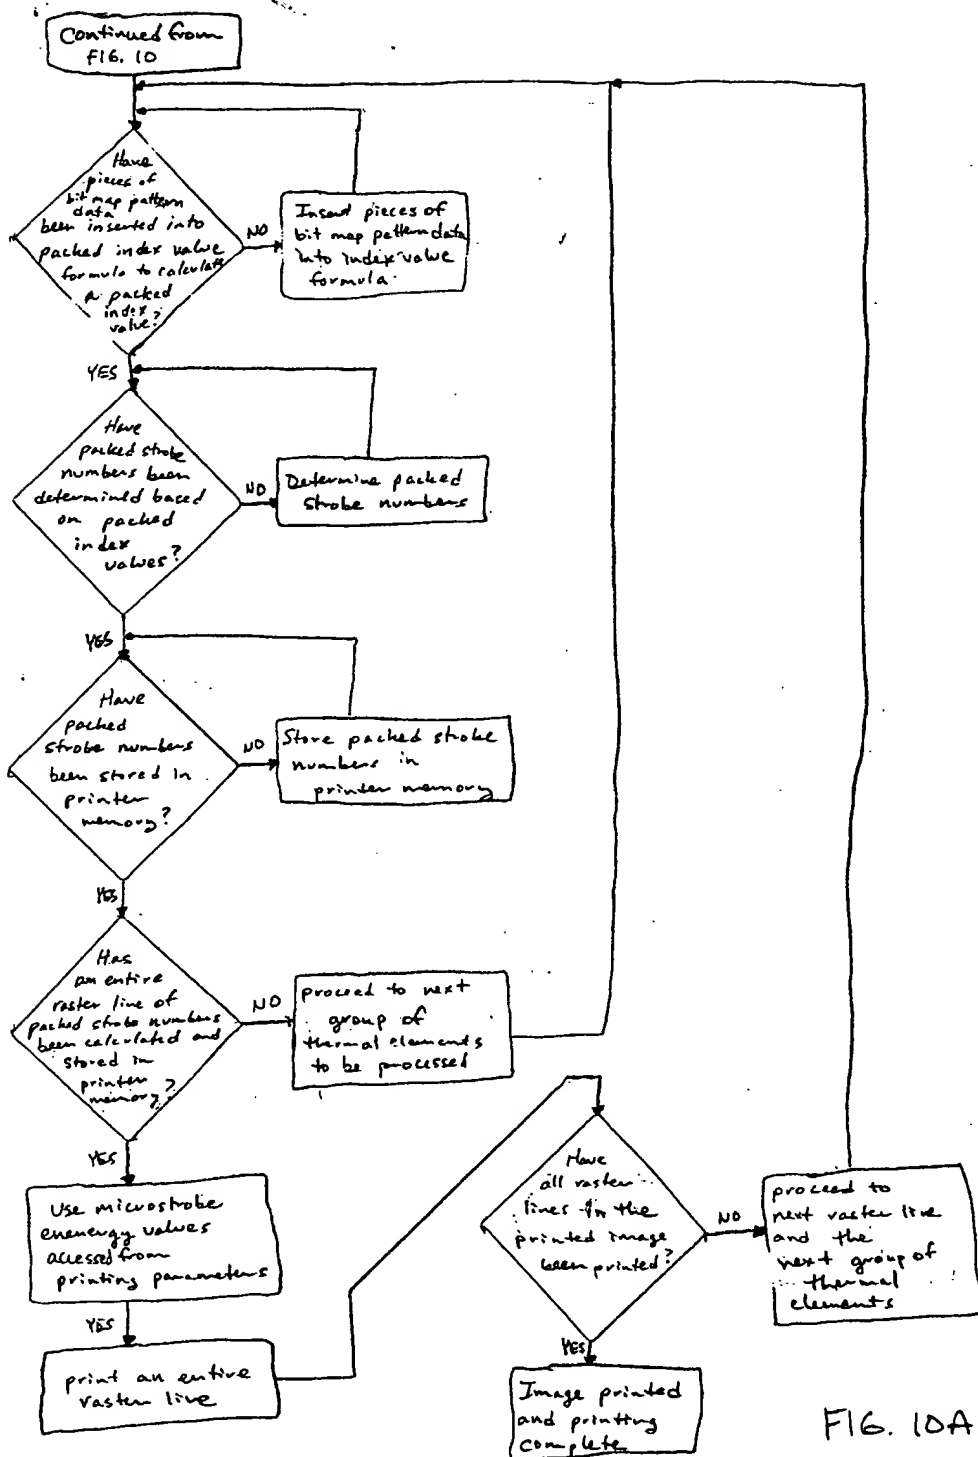 Continued from
FIG. 10
Have
pieces of
bit map pattern
data
been inserted into
packed index value
formula to calculate
a packed
index
value?
NO
Insert pieces of
bit map pattern data
into index value
formula.
YES
Have
packed strobe
numbers been
determined based
on packed
index
values?
NO
Determine packed
strobe numbers
YES
Have
packed
strobe numbers
been stored in
printer
memory?
NO
Store packed strobe
numbers in
printer memory
YES
Has
an entire
raster line of
packed strobe numbers
been calculated and
stored in
printer
memory?
NO
proceed to next
group of
thermal elements
to be processed
YES
Use microstrobe
enenergy values
accessed from
printing parameters
YES
print an entire
raster line
Have
all raster
lines in the
printed image
been printed?
NO
proceed to
next raster line
and the
next group of
thermal
elements
YES
Image printed
and printing
complete
FIG. 10A